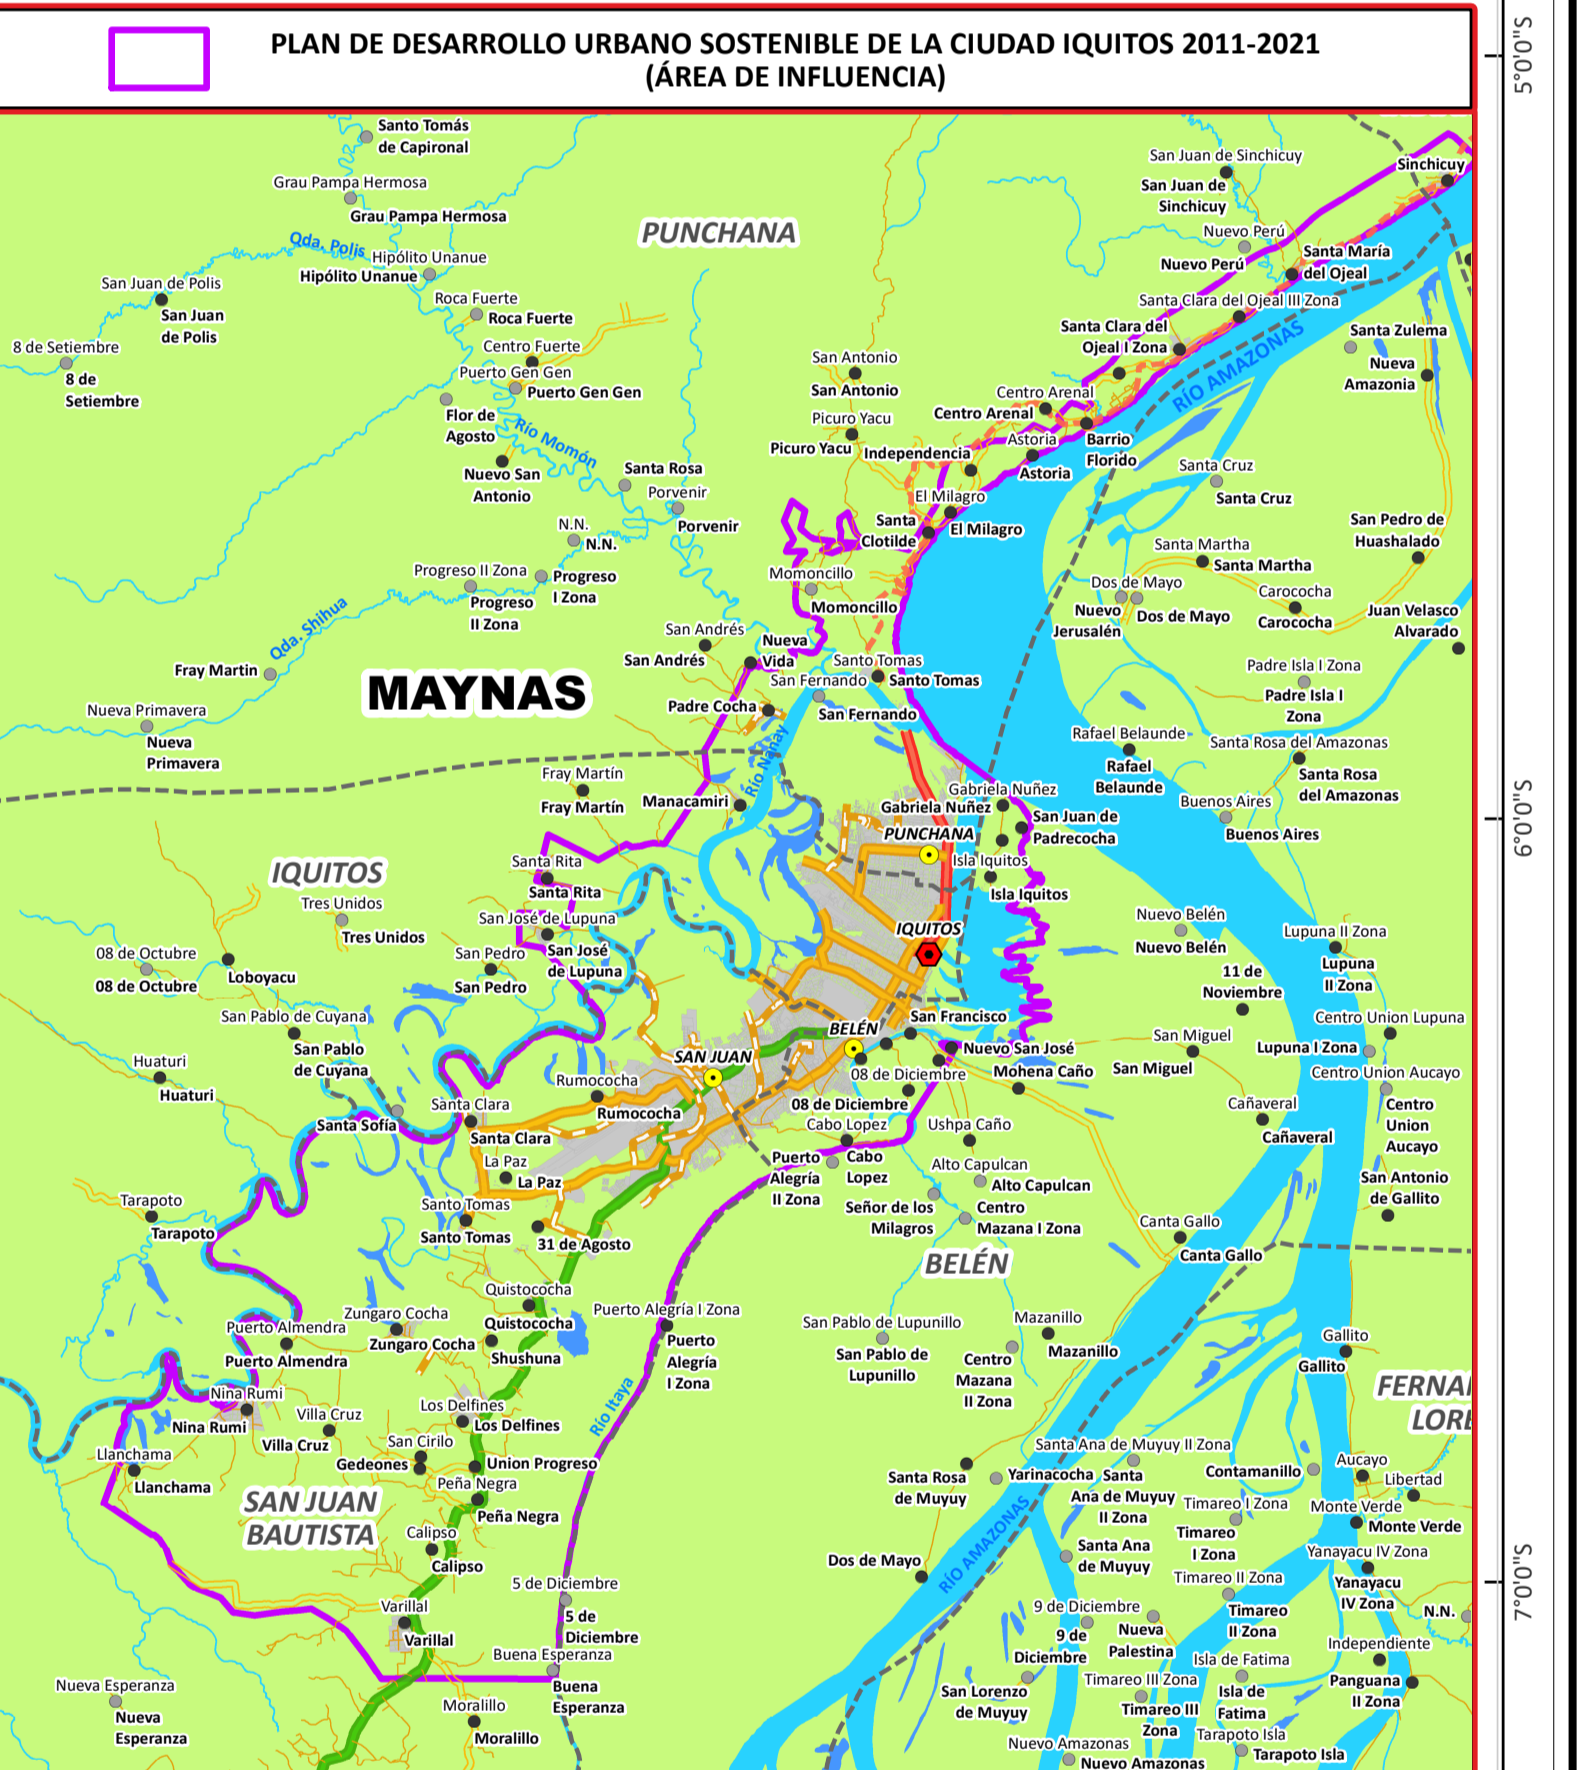 PLAN DE DESARROLLO URBANO SOSTENIBLE DE LA CIUDAD IQUITOS 2011-2021
(ÁREA DE INFLUENCIA)
5°0'0"S
Santo Tomás
de Capironal
San Juan de Sinchicuy
Sinchicuy
Grau Pampa Hermosa
San Juan de
Sinchicuy
Grau Pampa Hermosa
PUNCHANA
Nuevo Perú
Qda. Polis
Hipólito Unanue
Santa María
del Ojeal
Nuevo Perú
Hipólito Unanue
San Juan de Polis
Roca Fuerte
Santa Clara del Ojeal III Zona
San Juan
de Polis
Roca Fuerte
Santa Clara del
Ojeal I Zona
RÍO AMAZONAS
Santa Zulema
8 de Setiembre
Centro Fuerte
San Antonio
Nueva
Amazonia
8 de
Setiembre
Puerto Gen Gen
Puerto Gen Gen
San Antonio
Centro Arenal
Centro Arenal
Flor de
Agosto
Río Momón
Picuro Yacu
Picuro Yacu
Independencia
Astoria
Barrio
Florido
Nuevo San
Antonio
Santa Rosa
Astoria
Santa Cruz
Porvenir
El Milagro
Santa Cruz
N.N.
Porvenir
Santa
Clotilde
El Milagro
San Pedro de
Huashalado
N.N.
Santa Martha
Progreso II Zona
Progreso
I Zona
Momoncillo
Santa Martha
Dos de Mayo
Carococha
Progreso
II Zona
Momoncillo
Nuevo
Jerusalén
Dos de Mayo
Carococha
Juan Velasco
Alvarado
Qda. Shihua
San Andrés
Nueva
Vida
San Andrés
Santo Tomas
Padre Isla I Zona
Fray Martin
San Fernando
Santo Tomas
MAYNAS
Padre Isla I
Zona
Nueva Primavera
Padre Cocha
San Fernando
Nueva
Primavera
Río Nanay
Rafael Belaunde
Santa Rosa del Amazonas
Fray Martín
Rafael
Belaunde
Santa Rosa
del Amazonas
Fray Martín
Manacamiri
Gabriela Nuñez
Gabriela Nuñez
Buenos Aires
6°0'0"S
San Juan de
Padrecocha
PUNCHANA
Buenos Aires
Santa Rita
Isla Iquitos
IQUITOS
Santa Rita
Isla Iquitos
Tres Unidos
San José de Lupuna
Nuevo Belén
Tres Unidos
IQUITOS
Lupuna II Zona
08 de Octubre
San Pedro
San José
de Lupuna
Nuevo Belén
Loboyacu
Lupuna
II Zona
08 de Octubre
San Pedro
11 de
Noviembre
San Pablo de Cuyana
San Francisco
Centro Union Lupuna
BELÉN
San Miguel
San Pablo
de Cuyana
SAN JUAN
Nuevo San José
Lupuna I Zona
Huaturi
Mohena Caño
San Miguel
Centro Union Aucayo
Rumococha
08 de Diciembre
Huaturi
Santa Clara
08 de Diciembre
Cañaveral
Centro
Union
Aucayo
Santa Sofía
Rumococha
Cabo Lopez
Ushpa Caño
Santa Clara
Cañaveral
La Paz
Puerto
Alegría
II Zona
Cabo
Lopez
Alto Capulcan
La Paz
Alto Capulcan
San Antonio
de Gallito
Tarapoto
Santo Tomas
Señor de los
Milagros
Centro
Mazana I Zona
Tarapoto
Santo Tomas
31 de Agosto
Canta Gallo
BELÉN
Canta Gallo
Quistococha
Puerto Alegría I Zona
Zungaro Cocha
San Pablo de Lupunillo
Mazanillo
Puerto Almendra
Quistococha
Gallito
Puerto Almendra
Zungaro Cocha
Shushuna
Puerto
Alegría
I Zona
San Pablo de
Lupunillo
Centro
Mazana
II Zona
Mazanillo
Gallito
Nina Rumi
Río Itaya
FERNA
LORE
Nina Rumi
Villa Cruz
Los Delfines
Los Delfines
Villa Cruz
San Cirilo
Llanchama
Gedeones
Union Progreso
Santa Ana de Muyuy II Zona
Aucayo
Llanchama
Peña Negra
Santa Rosa
de Muyuy
Yarinacocha
Santa
Ana de Muyuy
II Zona
Contamanillo
Libertad
SAN JUAN
BAUTISTA
Peña Negra
Timareo I Zona
Monte Verde
Calipso
RÍO AMAZONAS
Timareo
I Zona
Monte Verde
Calipso
Dos de Mayo
Santa Ana
de Muyuy
Yanayacu IV Zona
5 de Diciembre
Timareo II Zona
Yanayacu
IV Zona
7°0'0"S
Varillal
5 de
Diciembre
9 de Diciembre
Timareo
II Zona
N.N.
Varillal
9 de
Diciembre
Nueva
Palestina
Independiente
Buena Esperanza
Isla de Fatima
Nueva Esperanza
Buena
Esperanza
San Lorenzo
de Muyuy
Timareo III Zona
Isla de
Fatima
Panguana
II Zona
Nueva
Esperanza
Moralillo
Timareo III
Zona
Moralillo
Nuevo Amazonas
Tarapoto Isla
Nuevo Amazonas
Tarapoto Isla